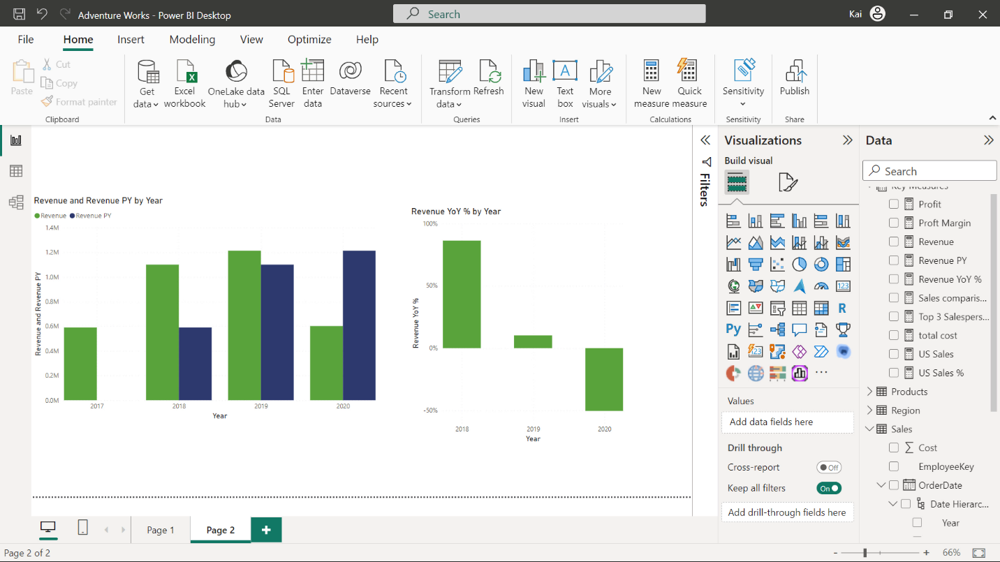 Adventure Works - Power BI Desktop
Search
Kai
File Home Insert Modeling View Optimize Help
Paste
Cut
Copy
Format painter
Clipboard
Get data
Excel workbook
OneLake data hub
SQL Server
Enter data
Dataverse
Recent sources
Data
Transform data
Refresh
Queries
New visual
A
Text box
More visuals
Insert
New measure
Quick measure
Calculations
Sensitivity
Sensitivity
Publish
Share
Revenue and Revenue PY by Year
Revenue Revenue PY
Revenue and Revenue PY
1.4M
1.2M
1.0M
0.8M
0.6M
0.4M
0.2M
0.0M
2017 2018 2019 2020
Year
Revenue YoY % by Year
Revenue YoY %
100%
50%
0%
-50%
2018 2019 2020
Year
Filters
Visualizations
Build visual
123
R
Py
123
Values
Add data fields here
Drill through
Cross-report Off
Keep all filters On
Add drill-through fields here
Data
Search
Key Measures
Profit
Proft Margin
Revenue
Revenue PY
Revenue YoY %
Sales comparis...
Top 3 Salespers...
total cost
US Sales
US Sales %
Products
Region
Sales
Cost
EmployeeKey
OrderDate
Date Hierarc...
Year
Page 1
Page 2
+
Page 2 of 2
- + 66%